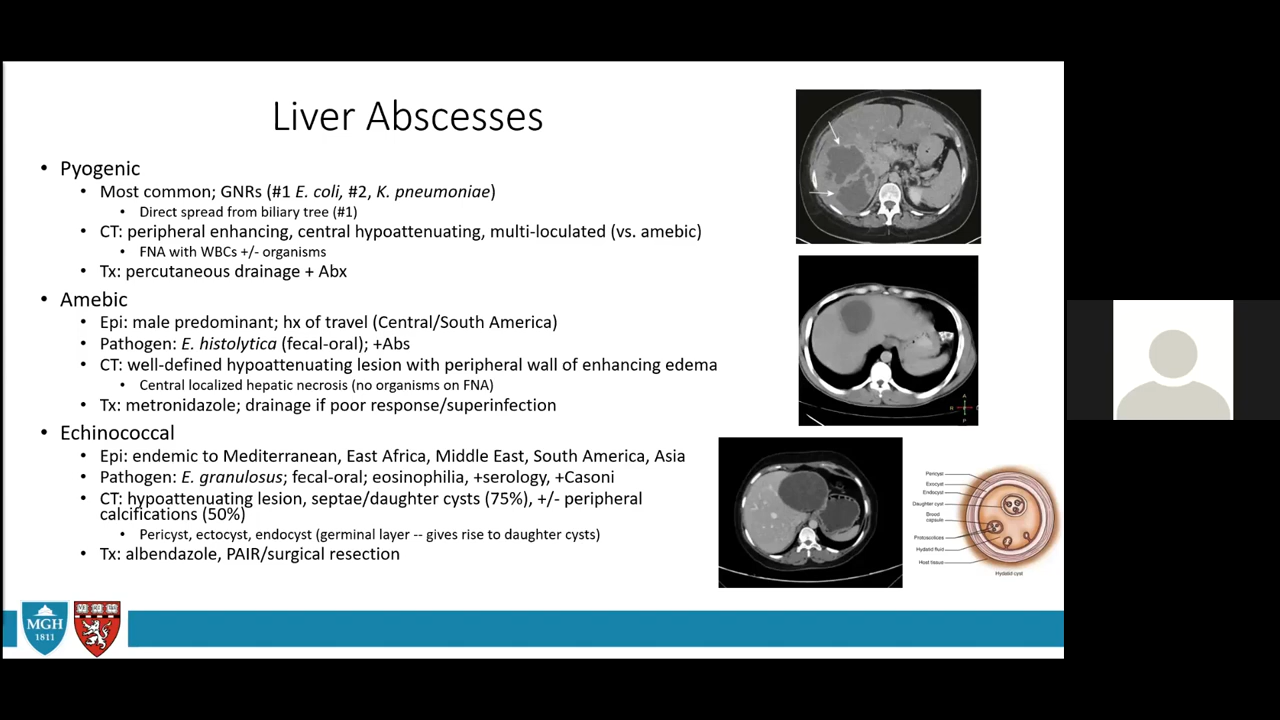 Liver Abscesses
• Pyogenic
• Most common; GNRs (#1 E. coli, #2, K. pneumoniae)
• Direct spread from biliary tree (#1)
• CT: peripheral enhancing, central hypoattenuating, multi-loculated (vs. amebic)
• FNA with WBCs +/- organisms
• Tx: percutaneous drainage + Abx
• Amebic
• Epi: male predominant; hx of travel (Central/South America)
• Pathogen: E. histolytica (fecal-oral); +Abs
• CT: well-defined hypoattenuating lesion with peripheral wall of enhancing edema
• Central localized hepatic necrosis (no organisms on FNA)
• Tx: metronidazole; drainage if poor response/superinfection
• Echinococcal
• Epi: endemic to Mediterranean, East Africa, Middle East, South America, Asia
• Pathogen: E. granulosus; fecal-oral; eosinophilia, +serology, +Casoni
• CT: hypoattenuating lesion, septae/daughter cysts (75%), +/- peripheral
calcifications (50%)
• Pericyst, ectocyst, endocyst (germinal layer -- gives rise to daughter cysts)
• Tx: albendazole, PAIR/surgical resection
A
P
Pericyst
Exocyst
Endocyst
Daughter cyst
Brood
capsule
Protoscolices
Hydatid fluid
Host tissue
Hydatid cyst
MGH
1811